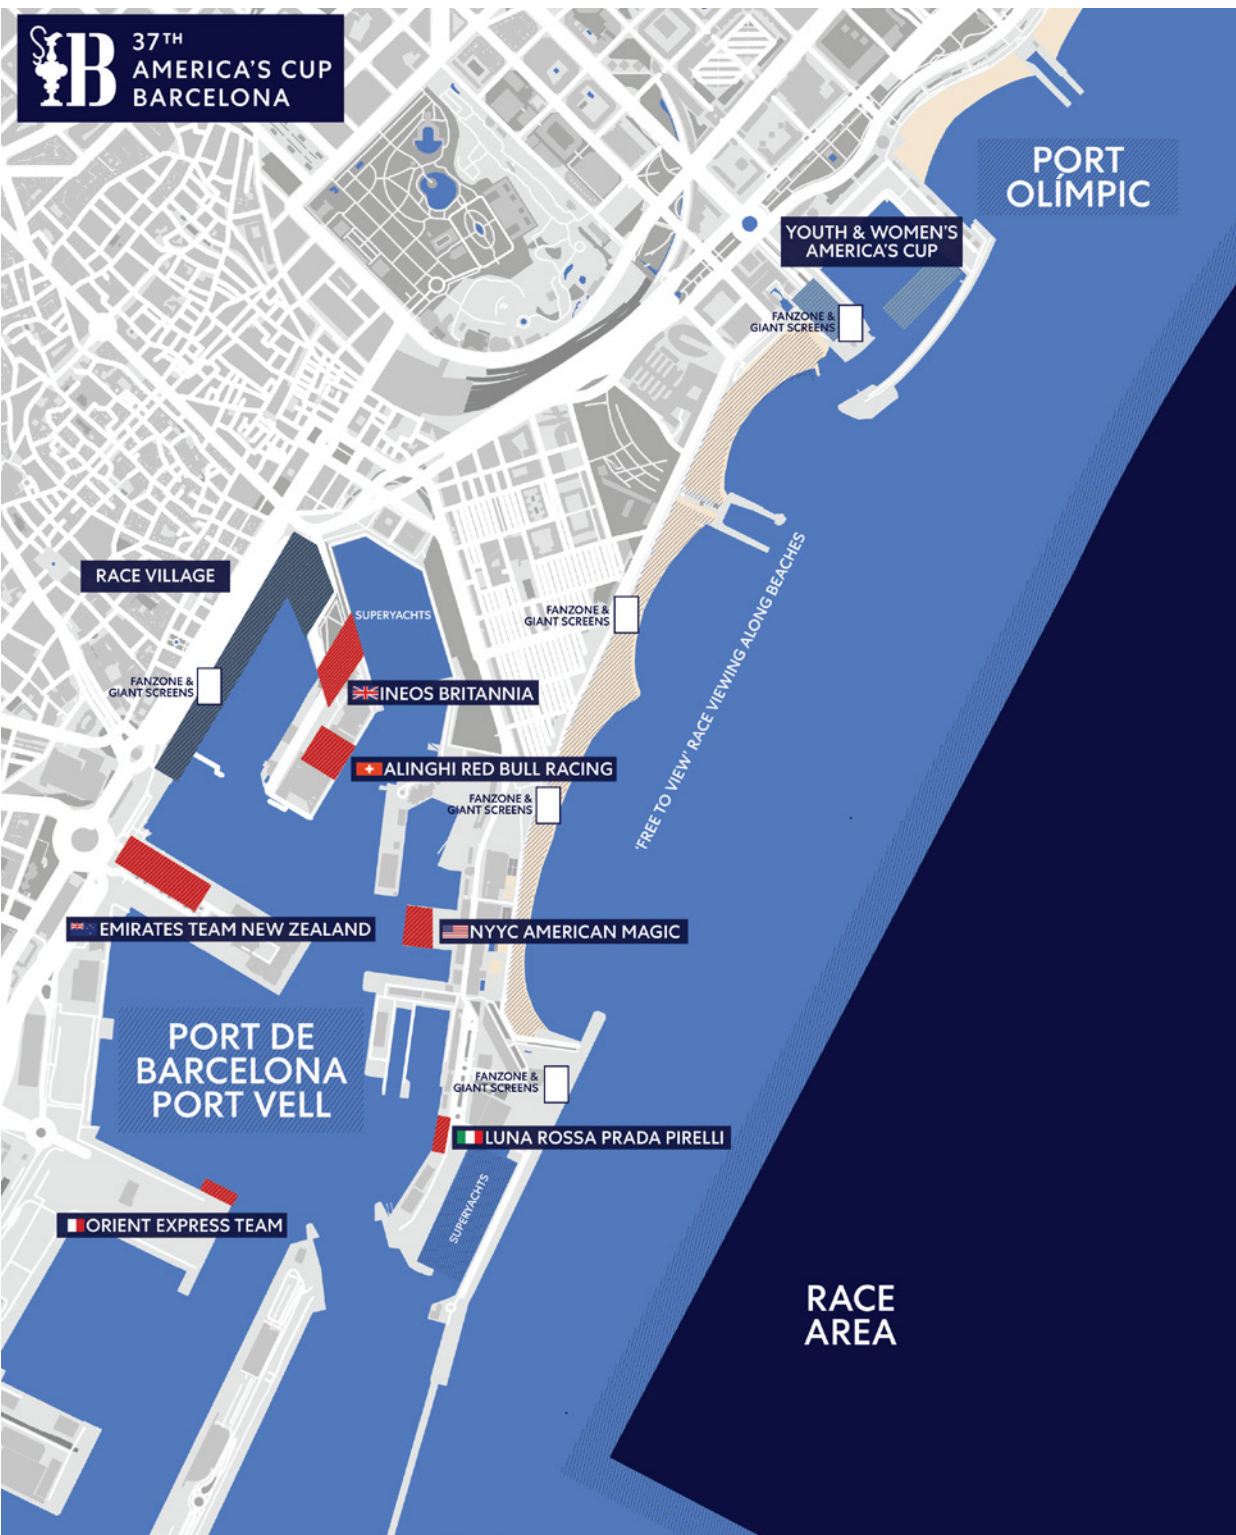 B
37TH
AMERICA'S CUP
BARCELONA
PORT
OLÍMPIC
YOUTH & WOMEN'S
AMERICA'S CUP
FANZONE &
GIANT SCREENS
RACE VILLAGE
SUPERYACHTS
FANZONE &
GIANT SCREENS
'FREE TO VIEW' RACE VIEWING ALONG BEACHES
FANZONE &
GIANT SCREENS
INEOS BRITANNIA
ALINGHI RED BULL RACING
FANZONE &
GIANT SCREENS
EMIRATES TEAM NEW ZEALAND
NYYC AMERICAN MAGIC
PORT DE
BARCELONA
PORT VELL
FANZONE &
GIANT SCREENS
LUNA ROSSA PRADA PIRELLI
SUPERYACHTS
ORIENT EXPRESS TEAM
RACE
AREA